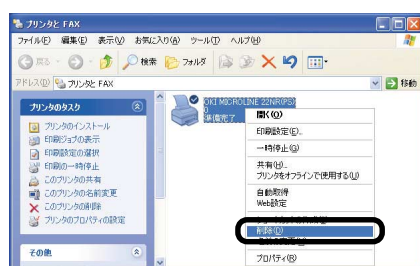 プリンタと FAX
ファイル(F) 編集(E) 表示(V) お気に入り(A) ツール(T) ヘルプ(H)
戻る 検索 フォルダ
アドレス(D) プリンタと FAX 移動
プリンタのタスク
プリンタのインストール
印刷ジョブの表示
印刷設定の選択
印刷の一時停止
このプリンタの共有
このプリンタの名前変更
このプリンタの削除
プリンタのプロパティの設定
その他
OKI MICROLINE 22NR(PS)
0
準備完了
開く(O)
印刷設定(E)...
一時停止(G)
共有(H)...
プリンタをオフラインで使用する(U)
自動取得
Web設定
削除(D)
プロパティ(R)